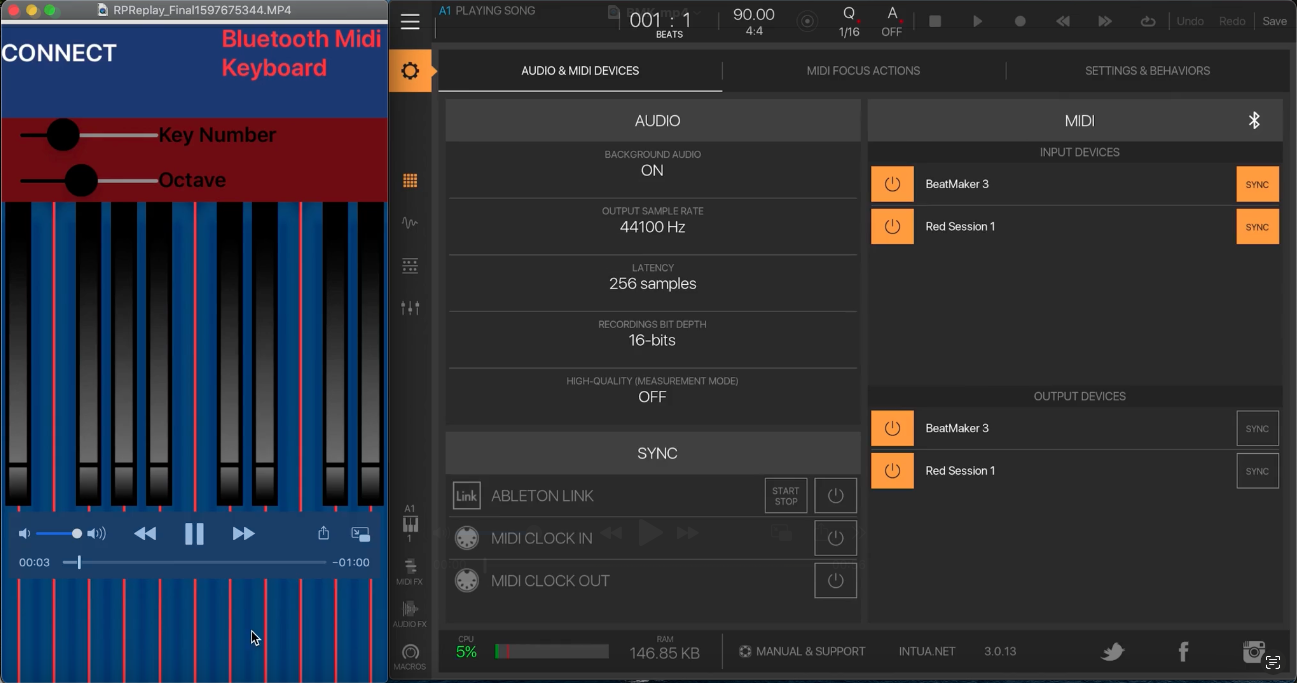 RPReplay_Final1597675344.MP4
CONNECT
Bluetooth Midi
Keyboard
Key Number
Octave
00:03
-01:00
A1 PLAYING SONG
001 : 1
BEATS
90.00
4:4
Q
1/16
A
OFF
Undo
Redo
Save
AUDIO & MIDI DEVICES
MIDI FOCUS ACTIONS
SETTINGS & BEHAVIORS
AUDIO
BACKGROUND AUDIO
ON
OUTPUT SAMPLE RATE
44100 Hz
LATENCY
256 samples
RECORDINGS BIT DEPTH
16-bits
HIGH-QUALITY (MEASUREMENT MODE)
OFF
SYNC
Link
ABLETON LINK
START
STOP
MIDI CLOCK IN
MIDI CLOCK OUT
MIDI
INPUT DEVICES
BeatMaker 3
SYNC
Red Session 1
SYNC
OUTPUT DEVICES
BeatMaker 3
SYNC
Red Session 1
SYNC
A1
1
MIDI FX
AUDIO FX
MACROS
CPU
5%
RAM
146.85 KB
MANUAL & SUPPORT
INTUA.NET
3.0.13